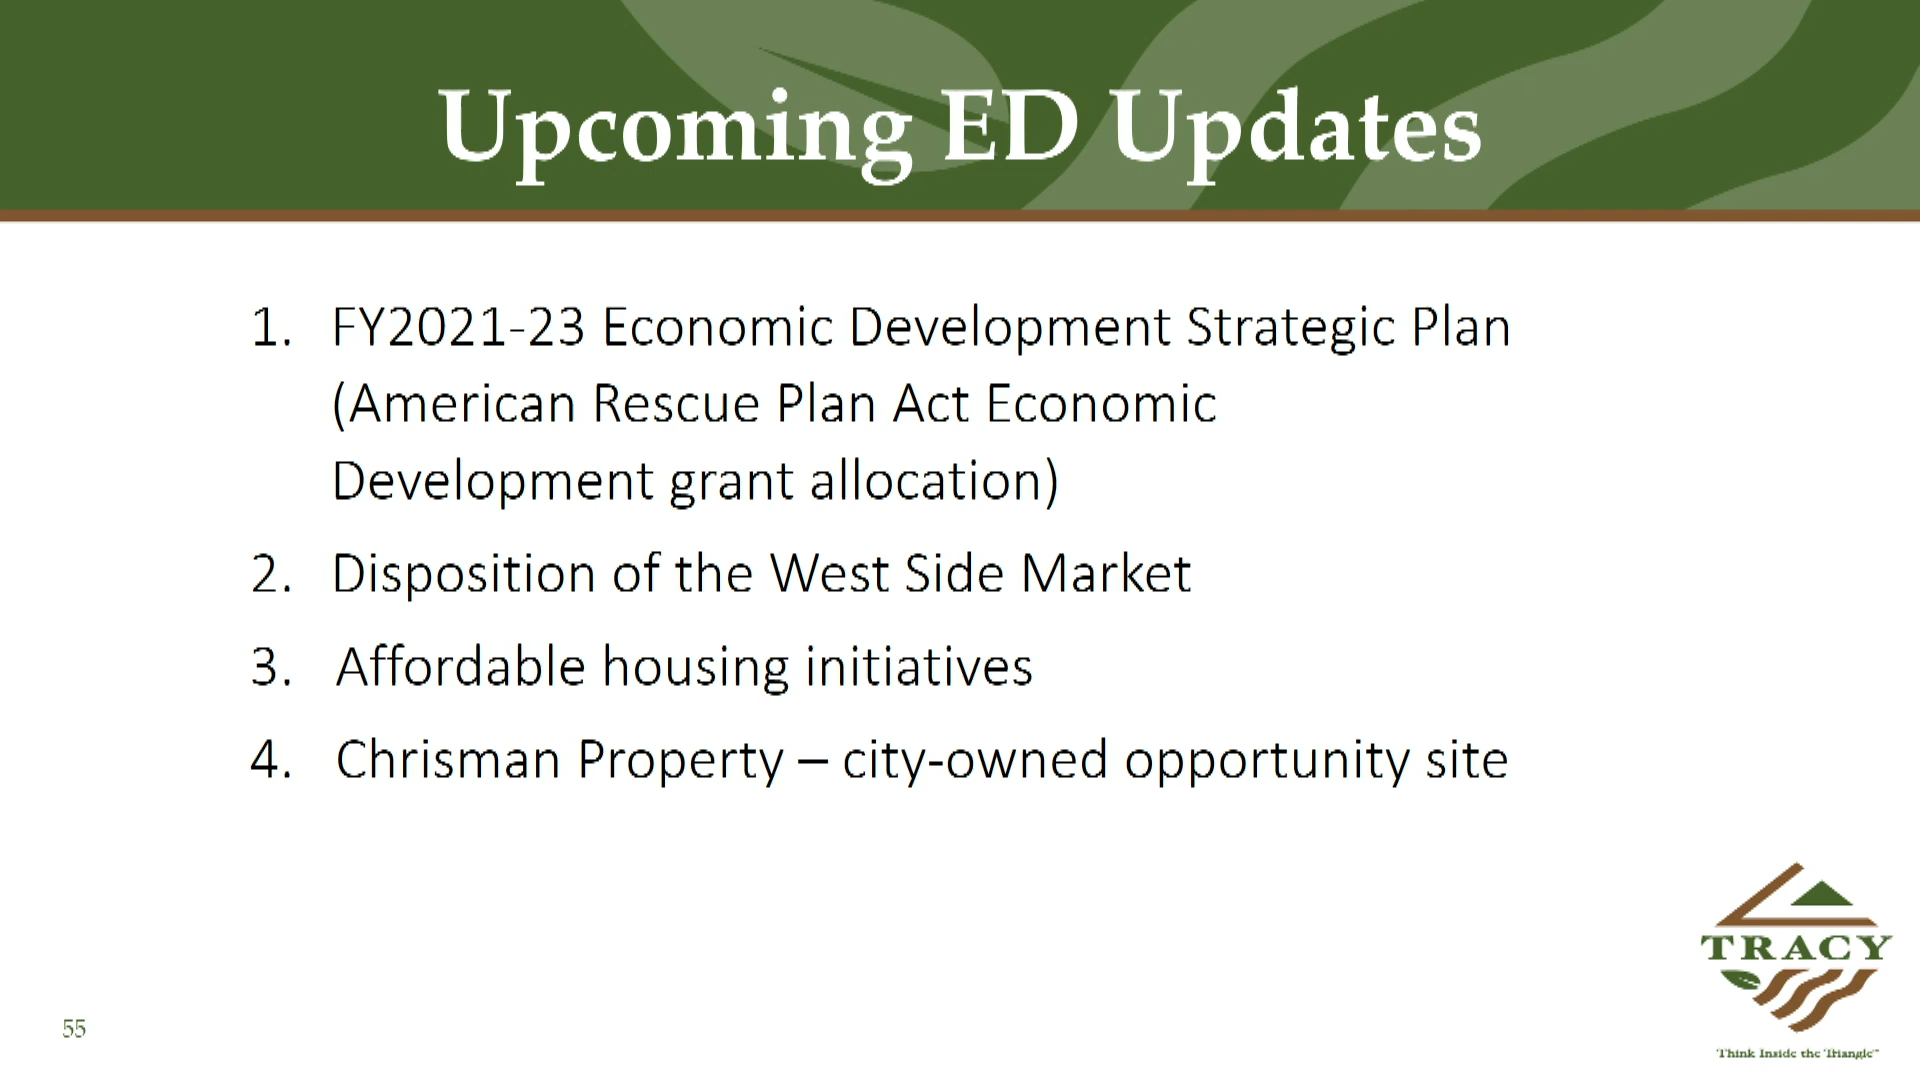 Upcoming ED Updates
1. FY2021-23 Economic Development Strategic Plan
(American Rescue Plan Act Economic
Development grant allocation)
2. Disposition of the West Side Market
3. Affordable housing initiatives
4. Chrisman Property – city-owned opportunity site
TRACY
Think Inside the Triangle™
55